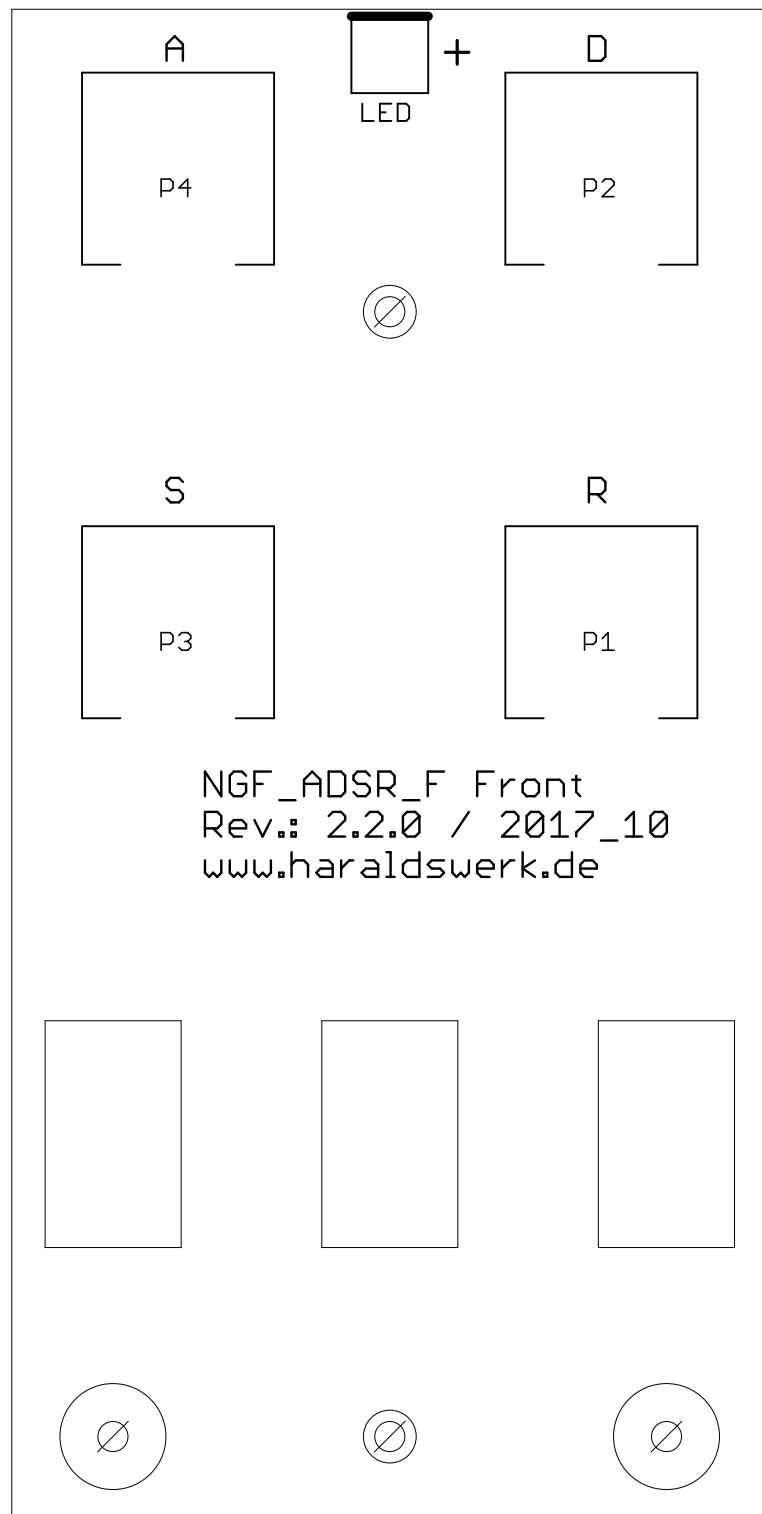 A
+
D
LED
P4
P2
S
R
P3
P1
NGF_ADSR_F Front
Rev.: 2.2.0 / 2017_10
www.haraldswerk.de